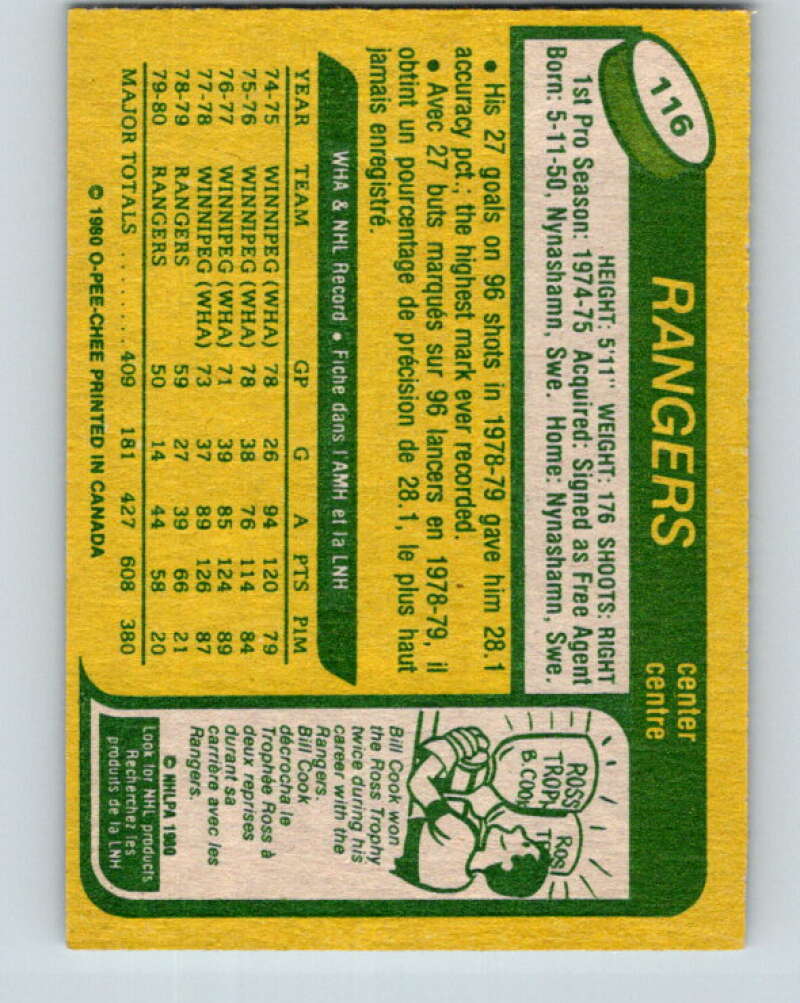 116
RANGERS
center
centre
HEIGHT: 5'11" WEIGHT: 176 SHOOTS: RIGHT
1st Pro Season: 1974-75 Acquired: Signed as Free Agent
Born: 5-11-50, Nynashamn, Swe. Home: Nynashamn, Swe.
• His 27 goals on 96 shots in 1978-79 gave him 28.1
accuracy pct.; the highest mark ever recorded.
• Avec 27 buts marqués sur 96 lancers en 1978-79, il
obtint un pourcentage de précision de 28.1, le plus haut
jamais enregistré.
WHA & NHL Record • Fiche dans l'AMH et la LNH
YEAR TEAM GP G A PTS PIM
74-75 WINNIPEG (WHA) 78 26 94 120 79
75-76 WINNIPEG (WHA) 78 38 76 114 84
76-77 WINNIPEG (WHA) 71 39 85 124 89
77-78 WINNIPEG (WHA) 73 37 89 126 87
78-79 RANGERS 59 27 39 66 21
79-80 RANGERS 50 14 44 58 20
MAJOR TOTALS ........ 409 181 427 608 380
© 1980 O-PEE-CHEE PRINTED IN CANADA
ROSS
TROP
B.COO
ROS
T
Bill Cook won
the Ross Trophy
twice during his
career with the
Rangers.
Bill Cook
décrocha le
Trophée Ross à
deux reprises
durant sa
carrière avec les
Rangers.
© NHLPA 1980
Look for NHL products
Recherchez les
produits de la LNH